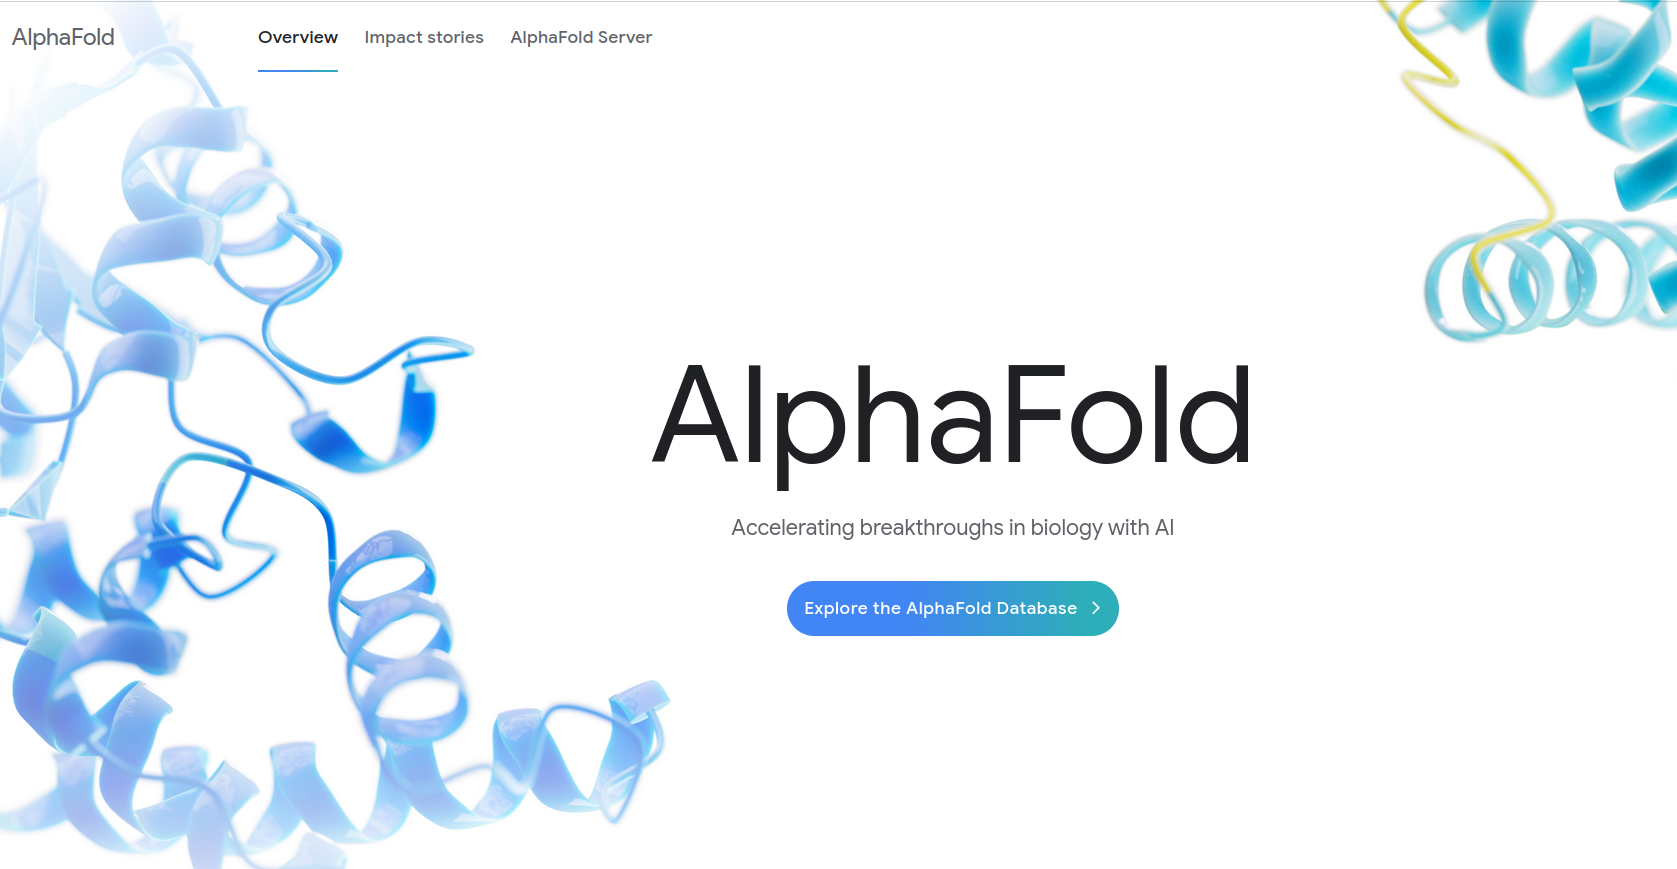 AlphaFold
Overview
Impact stories
AlphaFold Server
AlphaFold
Accelerating breakthroughs in biology with AI
Explore the AlphaFold Database